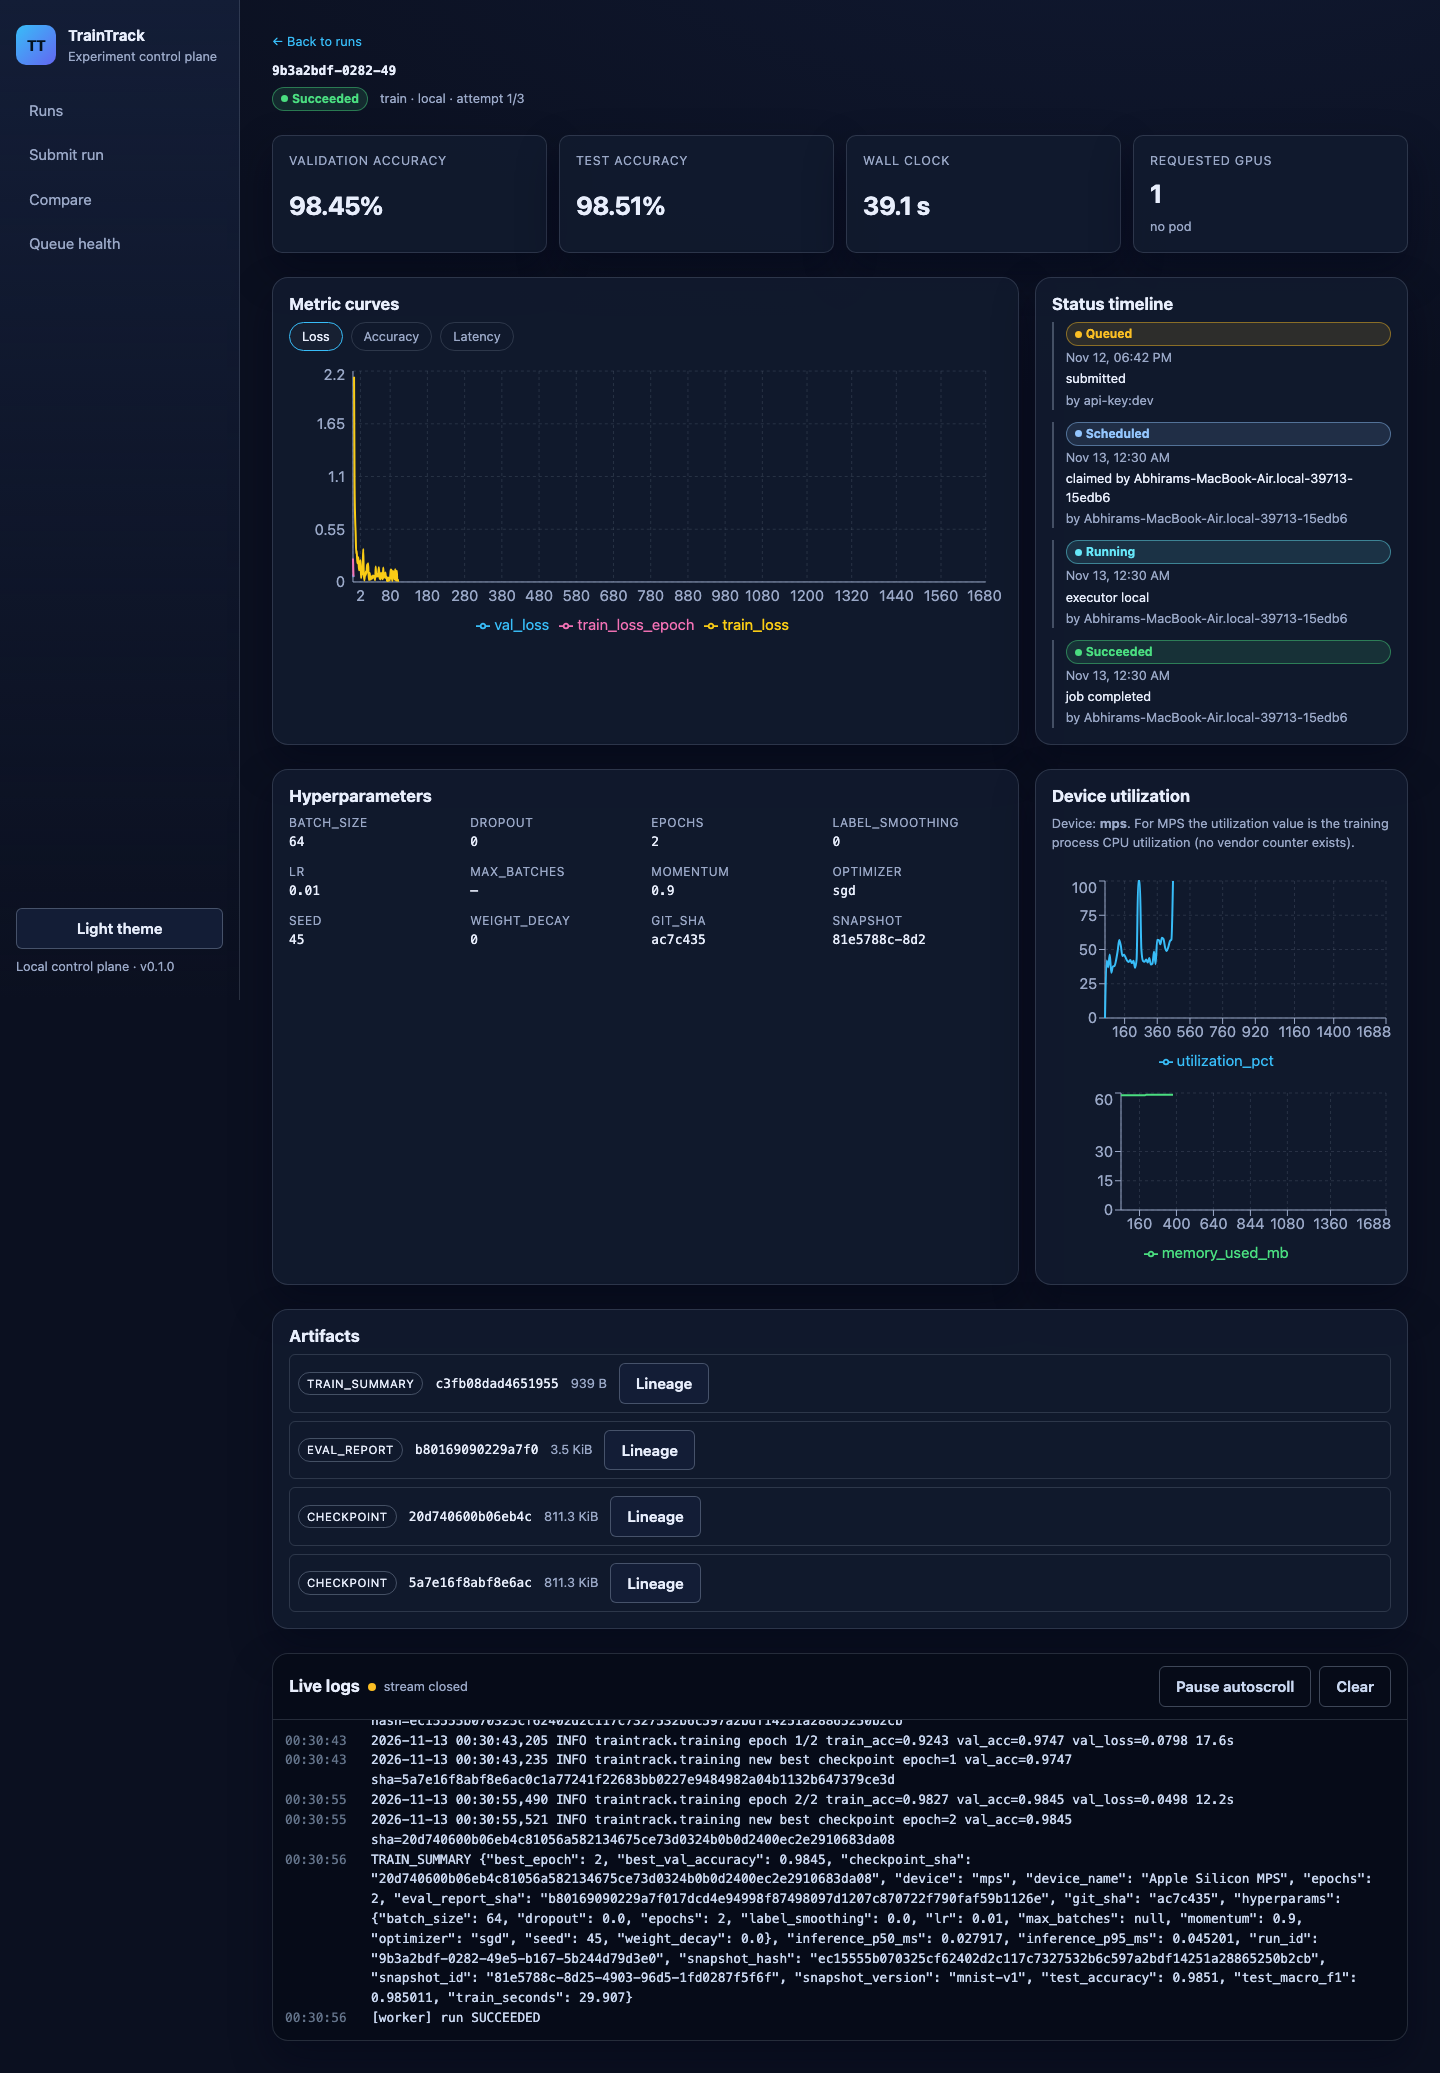 TT
TrainTrack
Experiment control plane
Runs
Submit run
Compare
Queue health
Light theme
Local control plane · v0.1.0
← Back to runs
9b3a2bdf-0282-49
Succeeded train · local · attempt 1/3
VALIDATION ACCURACY
98.45%
TEST ACCURACY
98.51%
WALL CLOCK
39.1 s
REQUESTED GPUS
1
no pod
Metric curves
Loss Accuracy Latency
2.2
1.65
1.1
0.55
0
2 80 180 280 380 480 580 680 780 880 980 1080 1200 1320 1440 1560 1680
val_loss train_loss_epoch train_loss
Status timeline
Queued
Nov 12, 06:42 PM
submitted
by api-key:dev
Scheduled
Nov 13, 12:30 AM
claimed by Abhirams-MacBook-Air.local-39713-
15edb6
by Abhirams-MacBook-Air.local-39713-15edb6
Running
Nov 13, 12:30 AM
executor local
by Abhirams-MacBook-Air.local-39713-15edb6
Succeeded
Nov 13, 12:30 AM
job completed
by Abhirams-MacBook-Air.local-39713-15edb6
Hyperparameters
BATCH_SIZE DROPOUT EPOCHS LABEL_SMOOTHING
64 0 2 0
LR MAX_BATCHES MOMENTUM OPTIMIZER
0.01 — 0.9 sgd
SEED WEIGHT_DECAY GIT_SHA SNAPSHOT
45 0 ac7c435 81e5788c-8d2
Device utilization
Device: mps. For MPS the utilization value is the training
process CPU utilization (no vendor counter exists).
100
75
50
25
0
160 360 560 760 920 1160 1400 1688
utilization_pct
60
30
15
0
160 400 640 844 1080 1360 1688
memory_used_mb
Artifacts
TRAIN_SUMMARY c3fb08dad4651955 939 B Lineage
EVAL_REPORT b80169090229a7f0 3.5 KiB Lineage
CHECKPOINT 20d740600b06eb4c 811.3 KiB Lineage
CHECKPOINT 5a7e16f8abf8e6ac 811.3 KiB Lineage
Live logs stream closed Pause autoscroll Clear
hash=ec15555b070325cf62402d2c117c7327532b6c597a2bdf14251a28865250b2cb
00:30:43 2026-11-13 00:30:43,205 INFO traintrack.training epoch 1/2 train_acc=0.9243 val_acc=0.9747 val_loss=0.0798 17.6s
00:30:43 2026-11-13 00:30:43,235 INFO traintrack.training new best checkpoint epoch=1 val_acc=0.9747
sha=5a7e16f8abf8e6ac0c1a77241f22683bb0227e9484982a04b1132b647379ce3d
00:30:55 2026-11-13 00:30:55,490 INFO traintrack.training epoch 2/2 train_acc=0.9827 val_acc=0.9845 val_loss=0.0498 12.2s
00:30:55 2026-11-13 00:30:55,521 INFO traintrack.training new best checkpoint epoch=2 val_acc=0.9845
sha=20d740600b06eb4c81056a582134675ce73d0324b0b0d2400ec2e2910683da08
00:30:56 TRAIN_SUMMARY {"best_epoch": 2, "best_val_accuracy": 0.9845, "checkpoint_sha":
"20d740600b06eb4c81056a582134675ce73d0324b0b0d2400ec2e2910683da08", "device": "mps", "device_name": "Apple Silicon MPS", "epochs":
2, "eval_report_sha": "b80169090229a7f017dcd4e94998f87498097d1207c870722f790faf59b1126e", "git_sha": "ac7c435", "hyperparams":
{"batch_size": 64, "dropout": 0.0, "epochs": 2, "label_smoothing": 0.0, "lr": 0.01, "max_batches": null, "momentum": 0.9,
"optimizer": "sgd", "seed": 45, "weight_decay": 0.0}, "inference_p50_ms": 0.027917, "inference_p95_ms": 0.045201, "run_id":
"9b3a2bdf-0282-49e5-b167-5b244d79d3e0", "snapshot_hash": "ec15555b070325cf62402d2c117c7327532b6c597a2bdf14251a28865250b2cb",
"snapshot_id": "81e5788c-8d25-4903-96d5-1fd0287f5f6f", "snapshot_version": "mnist-v1", "test_accuracy": 0.9851, "test_macro_f1":
0.985011, "train_seconds": 29.907}
00:30:56 [worker] run SUCCEEDED